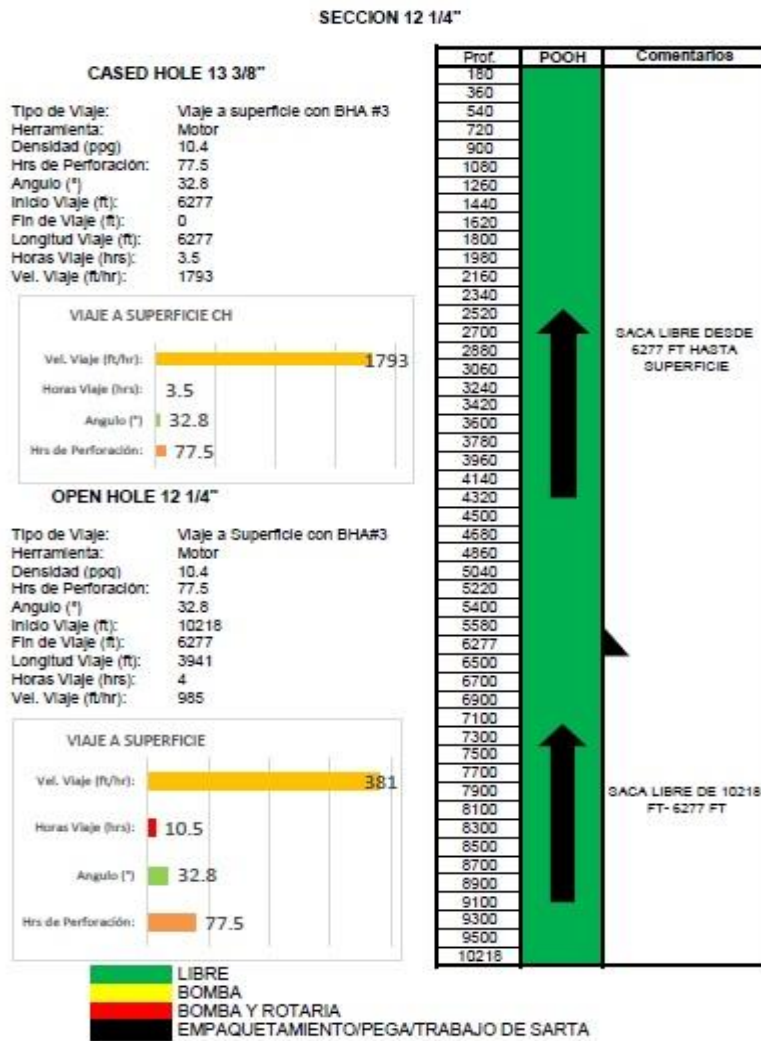 SECCION 12 1/4"
CASED HOLE 13 3/8"
Tipo de Viaje: Viaje a superficie con BHA #3
Herramienta: Motor
Densidad (ppg) 10.4
Hrs de Perforación: 77.5
Angulo (°) 32.8
Inicio Viaje (ft): 6277
Fin de Viaje (ft): 0
Longitud Viaje (ft): 6277
Horas Viaje (hrs): 3.5
Vel. Viaje (ft/hr): 1793
VIAJE A SUPERFICIE CH
Vel. Viaje (ft/hr): 1793
Horas Viaje (hrs): 3.5
Angulo (°) 32.8
Hrs de Perforación: 77.5
OPEN HOLE 12 1/4"
Tipo de Viaje: Viaje a Superficie con BHA#3
Herramienta: Motor
Densidad (ppg) 10.4
Hrs de Perforación: 77.5
Angulo (°) 32.8
Inicio Viaje (ft): 10218
Fin de Viaje (ft): 6277
Longitud Viaje (ft): 3941
Horas Viaje (hrs): 4
Vel. Viaje (ft/hr): 985
VIAJE A SUPERFICIE
Vel. Viaje (ft/hr): 381
Horas Viaje (hrs): 10.5
Angulo (°) 32.8
Hrs de Perforación: 77.5
Prof. POOH Comentarios
180
360
540
720
900
1080
1260
1440
1620
1800
1980
2160
2340
2520
2700
2880
3060
3240
3420
3600
3780
3960
4140
4320
4500
4680
4860
5040
5220
5400
5580
6277
6500
6700
6900
7100
7300
7500
7700
7900
8100
8300
8500
8700
8900
9100
9300
9500
10218
SACA LIBRE DESDE
6277 FT HASTA
SUPERFICIE
SACA LIBRE DE 10218
FT- 6277 FT
LIBRE
BOMBA
BOMBA Y ROTARIA
EMPAQUETAMIENTO/PEGA/TRABAJO DE SARTA